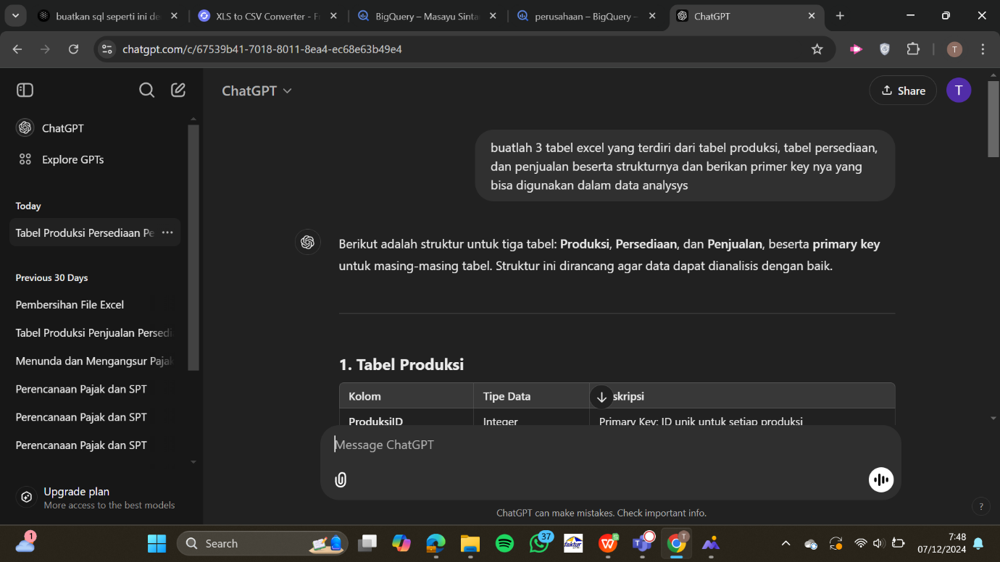 buatkan sql seperti ini de
XLS to CSV Converter - F
BigQuery – Masayu Sinta
perusahaan – BigQuery –
ChatGPT
chatgpt.com/c/67539b41-7018-8011-8ea4-ec68e63b49e4
T
ChatGPT
Share
T
ChatGPT
Explore GPTs
Today
Tabel Produksi Persediaan Pe
Previous 30 Days
Pembersihan File Excel
Tabel Produksi Penjualan Persedi
Menunda dan Mengangsur Pajak
Perencanaan Pajak dan SPT
Perencanaan Pajak dan SPT
Perencanaan Pajak dan SPT
Upgrade plan
More access to the best models
buatlah 3 tabel excel yang terdiri dari tabel produksi, tabel persediaan,
dan penjualan beserta strukturnya dan berikan primer key nya yang
bisa digunakan dalam data analysys
Berikut adalah struktur untuk tiga tabel: Produksi, Persediaan, dan Penjualan, beserta primary key
untuk masing-masing tabel. Struktur ini dirancang agar data dapat dianalisis dengan baik.
1. Tabel Produksi
Kolom Tipe Data skripsi
ProduksiID Integer Primary Key: ID unik untuk setiap produksi
Message ChatGPT
ChatGPT can make mistakes. Check important info.
?
1
Search
37
faktur
T
7:48
07/12/2024